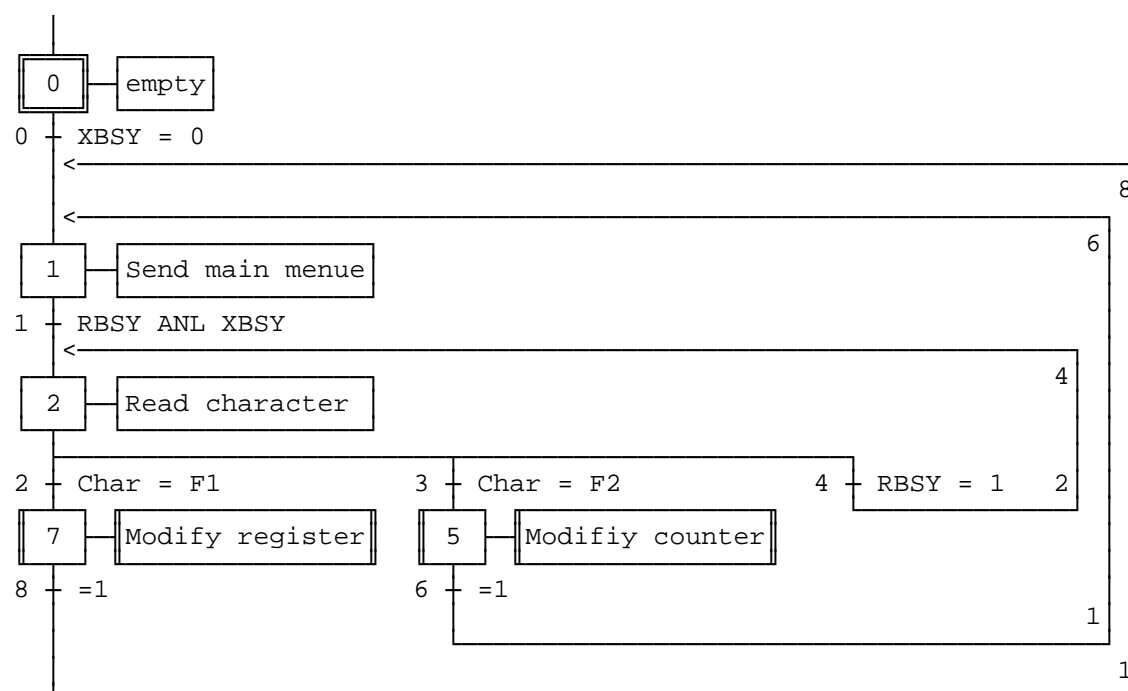 0 empty
0 XBSY = 0
8
6
1 Send main menue
1 RBSY ANL XBSY
4
2 Read character
2 Char = F1 3 Char = F2 4 RBSY = 1 2
7 Modify register 5 Modifiy counter
8 =1 6 =1
1
1